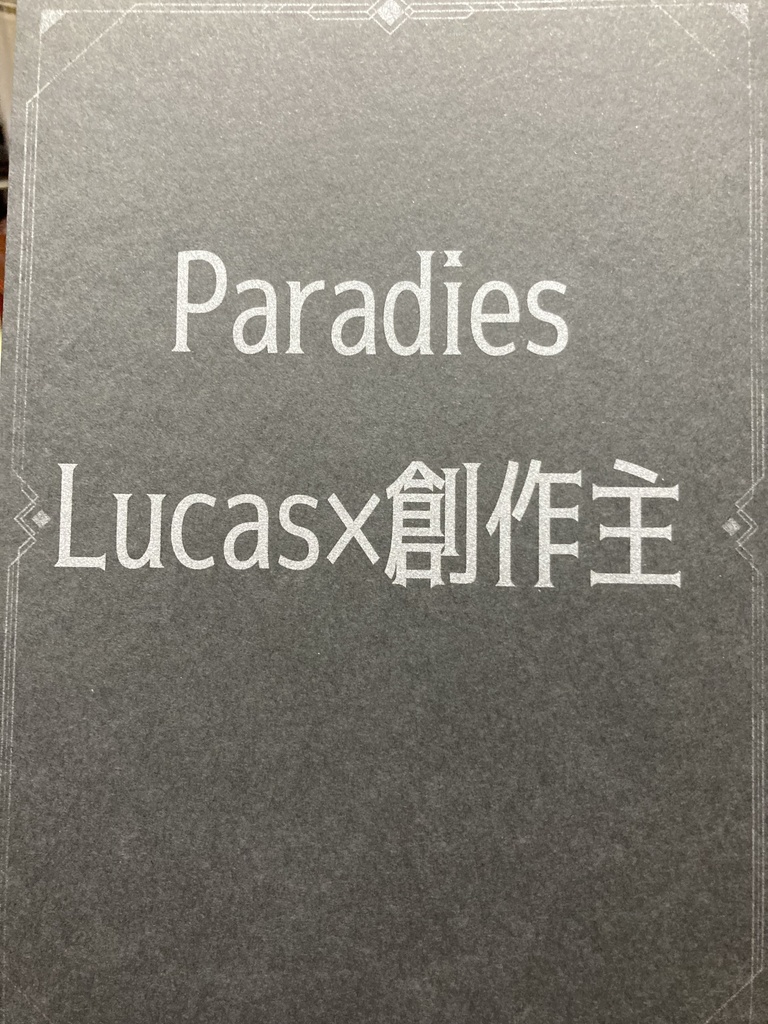 Paradies
Lucas×創作主